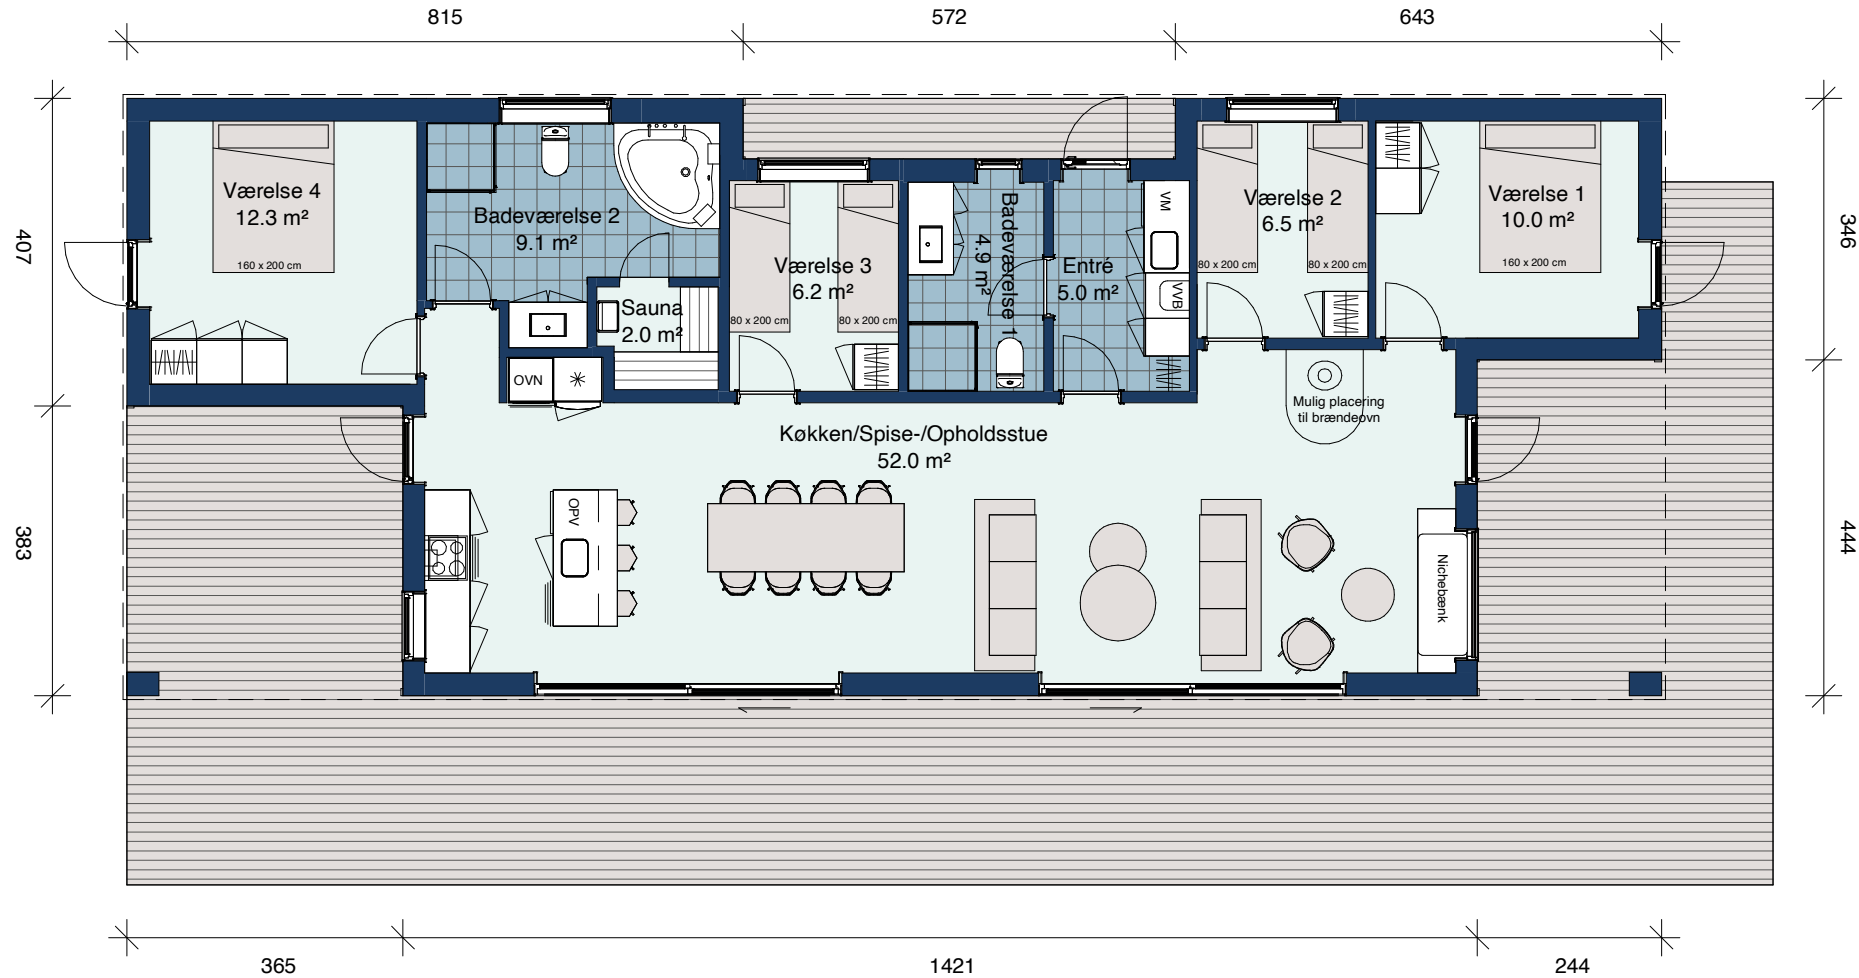 815
572
643
407
383
346
444
Værelse 4
12.3 m²
160 x 200 cm
Badeværelse 2
9.1 m²
Sauna
2.0 m²
OVN
Værelse 3
6.2 m²
80 x 200 cm
80 x 200 cm
Badeværelse 1
4.9 m²
Entré
5.0 m²
VM
VVB
Værelse 2
6.5 m²
80 x 200 cm
80 x 200 cm
Værelse 1
10.0 m²
160 x 200 cm
Mulig placering
til brændeovn
Køkken/Spise-/Opholdsstue
52.0 m²
OPV
Nichebænk
365
1421
244